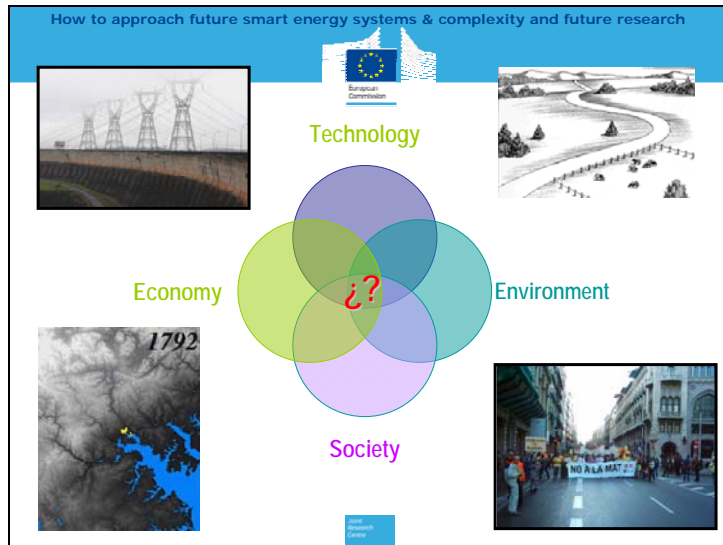 How to approach future smart energy systems & complexity and future research
European
Commission
Technology
Economy
¿?
Environment
1792
Society
NO A LA MAT
Joint
Research
Centre